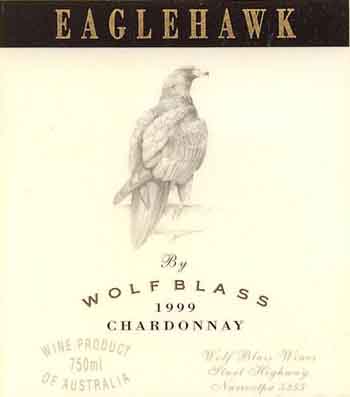 EAGLEHAWK
By
WOLF BLASS
1999
CHARDONNAY
WINE PRODUCT
750ml
OF AUSTRALIA
Wolf Blass Wines
Sturt Highway
Nuriootpa 5355